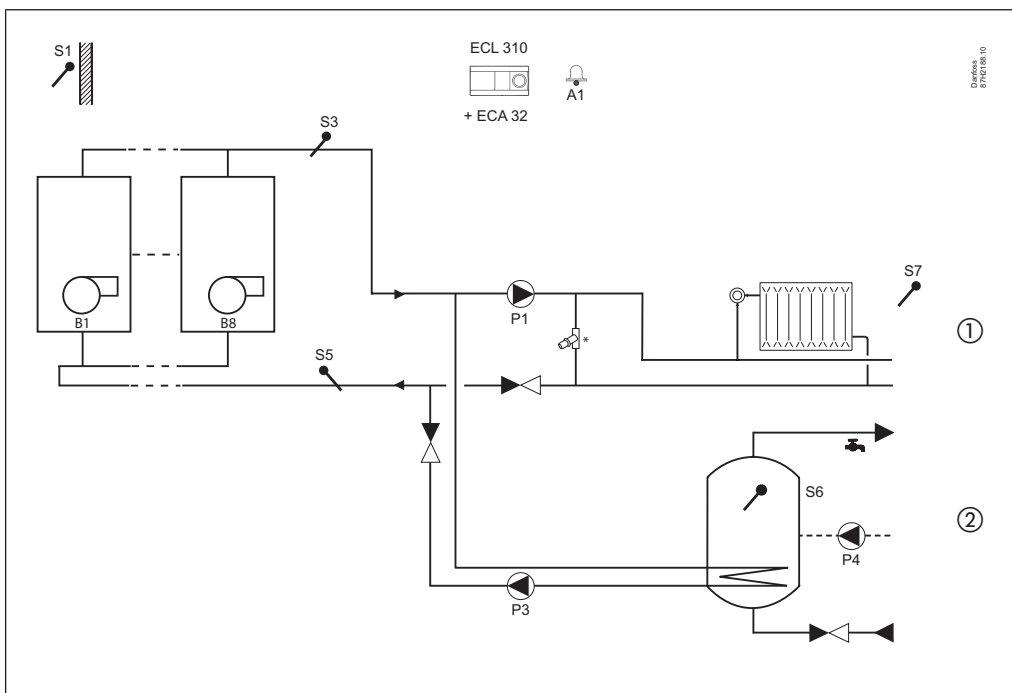 S1
ECL 310
A1
+ ECA 32
Danfoss
87H2188.10
S3
B1
B8
S7
P1
*
①
S5
S6
②
P4
P3